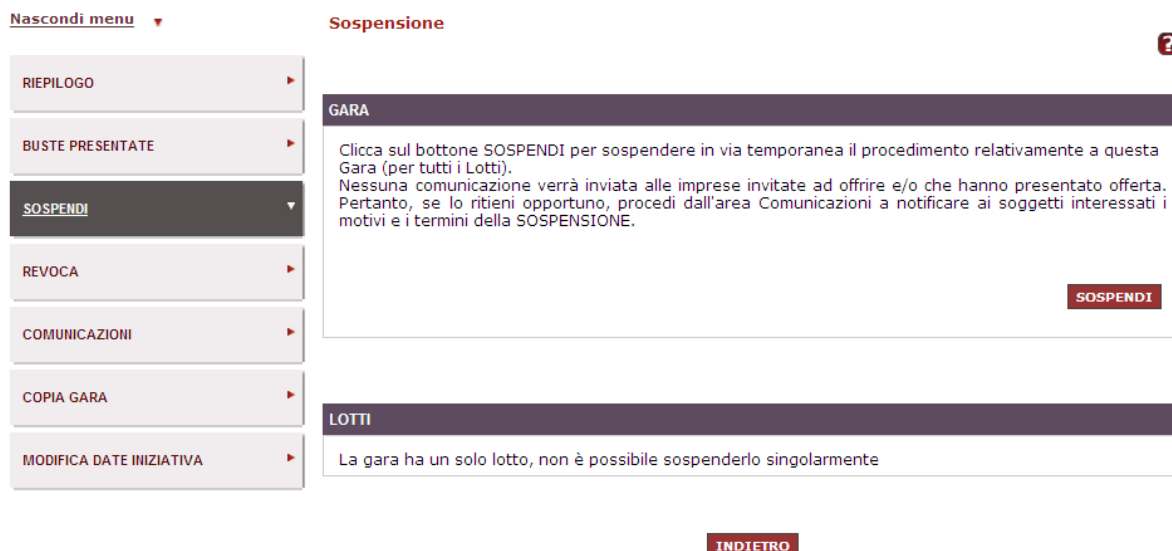 Nascondi menu
Sospensione
?
RIEPILOGO
BUSTE PRESENTATE
SOSPENDI
REVOCA
COMUNICAZIONI
COPIA GARA
MODIFICA DATE INIZIATIVA
GARA
Clicca sul bottone SOSPENDI per sospendere in via temporanea il procedimento relativamente a questa
Gara (per tutti i Lotti).
Nessuna comunicazione verrà inviata alle imprese invitate ad offrire e/o che hanno presentato offerta.
Pertanto, se lo ritieni opportuno, procedi dall'area Comunicazioni a notificare ai soggetti interessati i
motivi e i termini della SOSPENSIONE.
SOSPENDI
LOTTI
La gara ha un solo lotto, non è possibile sospenderlo singolarmente
INDIETRO